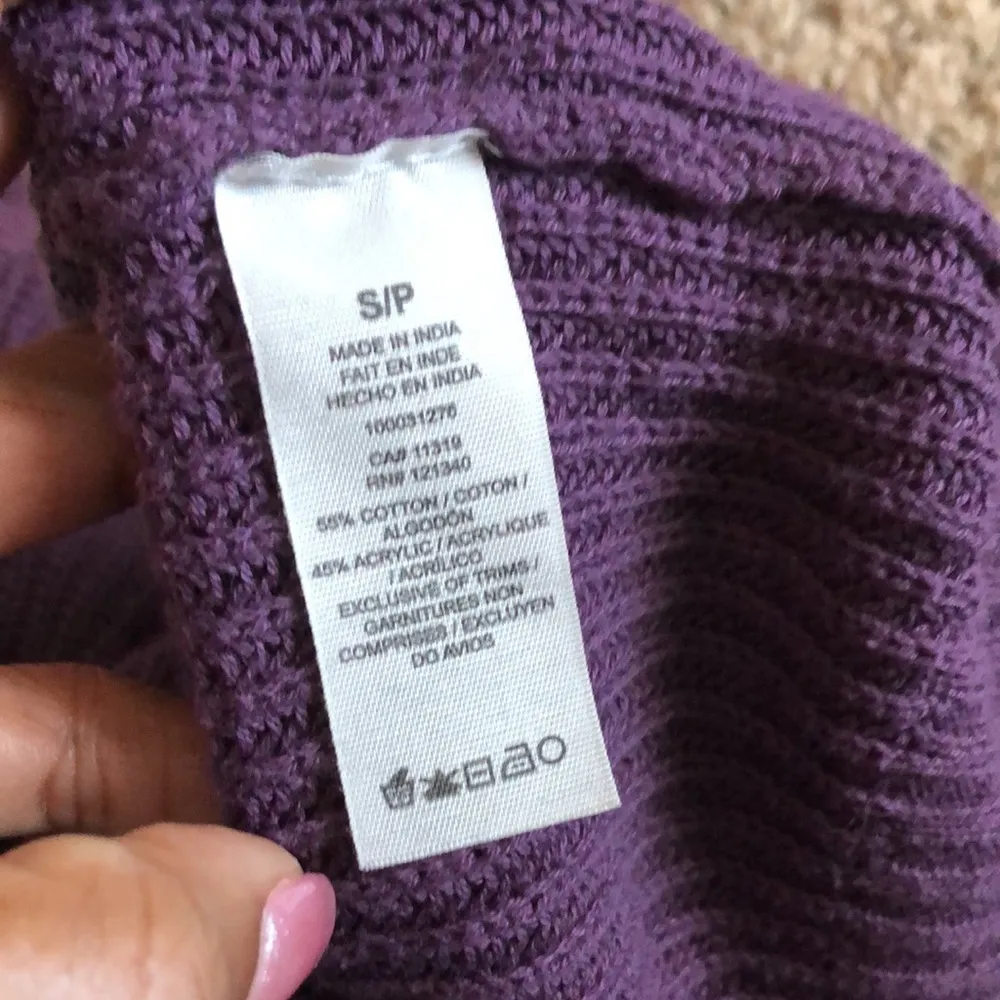 S/P
MADE IN INDIA
FAIT EN INDE
HECHO EN INDIA
100031276
CA# 11319
RN# 121340
55% COTTON / COTON /
ALGODÓN
45% ACRYLIC / ACRYLIQUE
/ ACRÍLICO
EXCLUSIVE OF TRIMS /
GARNITURES NON
COMPRISES / EXCLUYEN
DO AVIOS